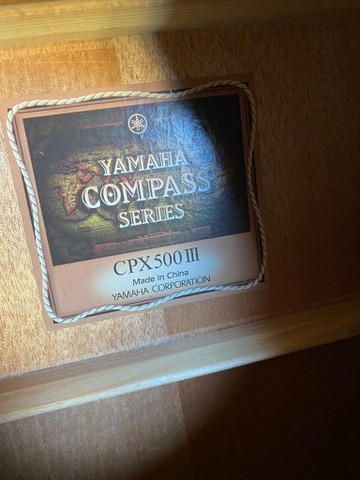 YAMAHA
COMPASS
SERIES
CPX500III
Made in China
YAMAHA CORPORATION